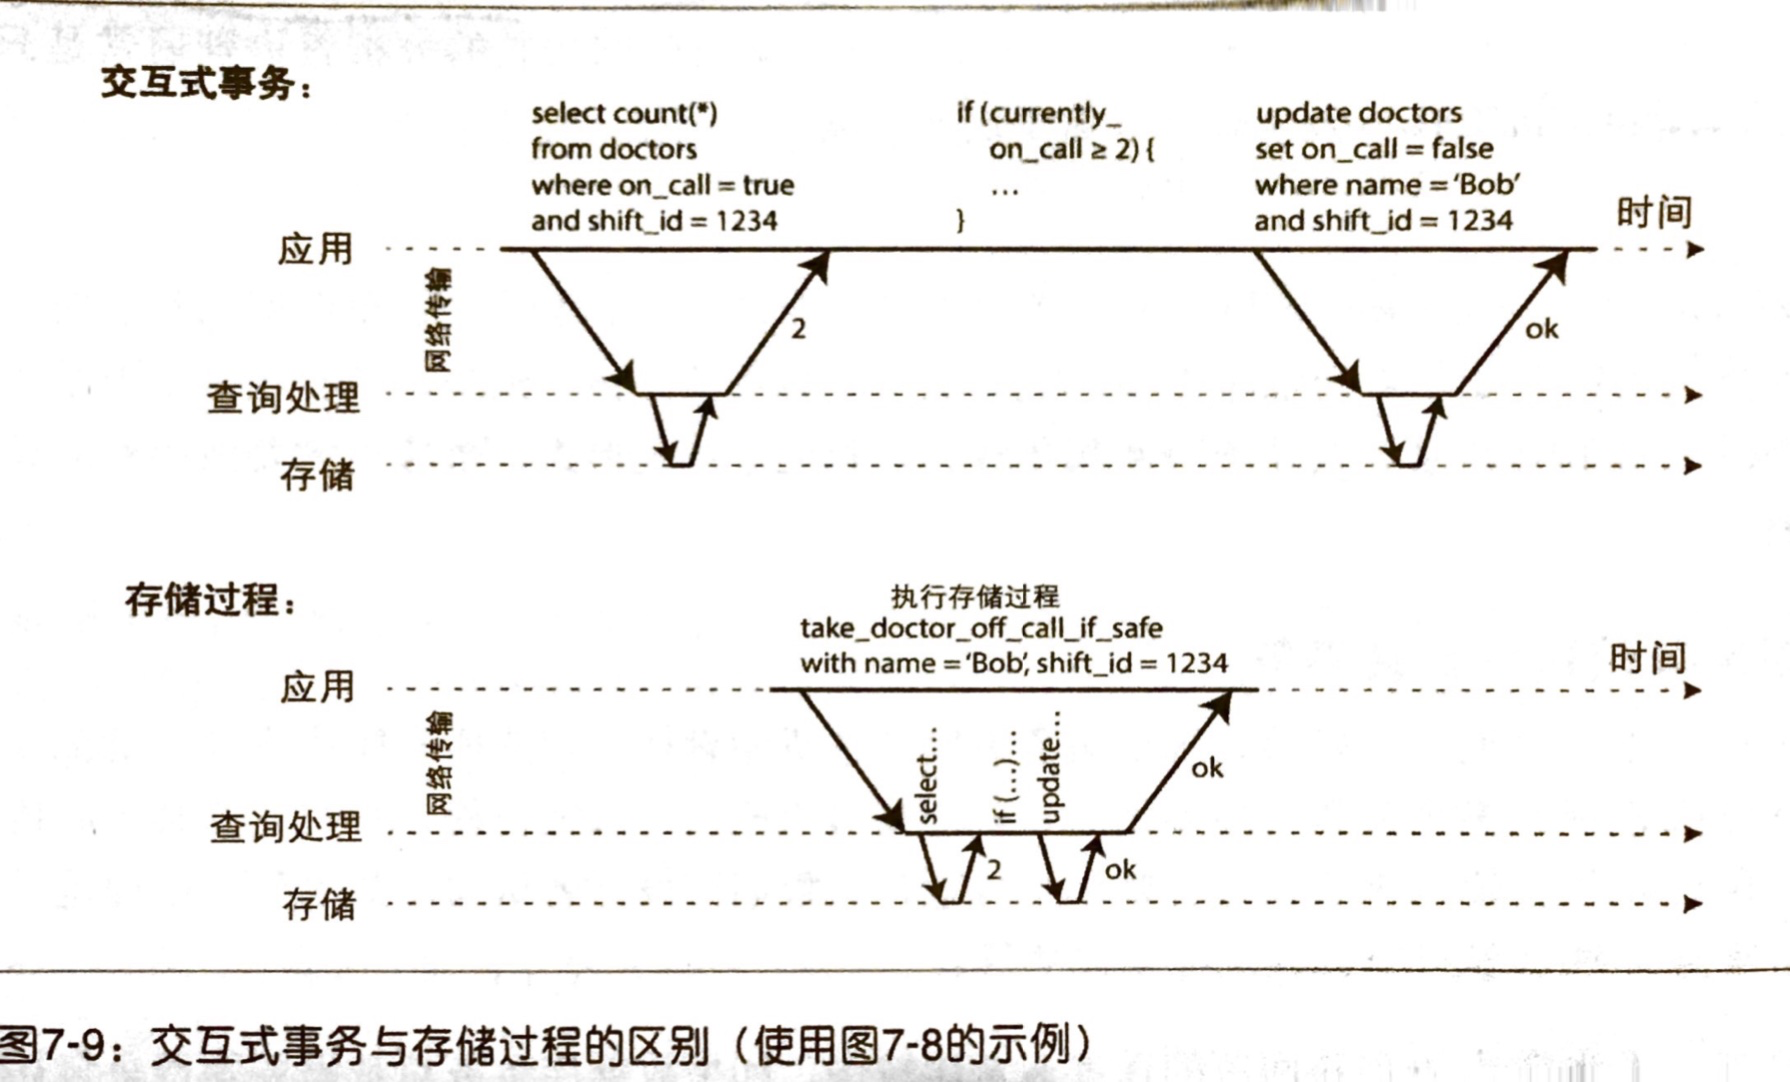 交互式事务：
select count(*)
from doctors
where on_call = true
and shift_id = 1234
if (currently_
on_call ≥ 2) {
...
}
update doctors
set on_call = false
where name = ‘Bob’
and shift_id = 1234
时间
应用
网络传输
2
ok
查询处理
存储
存储过程：
执行存储过程
take_doctor_off_call_if_safe
with name = ‘Bob’, shift_id = 1234
时间
应用
网络传输
select...
if (...)...
update...
ok
查询处理
2
ok
存储
图7-9：交互式事务与存储过程的区别（使用图7-8的示例）